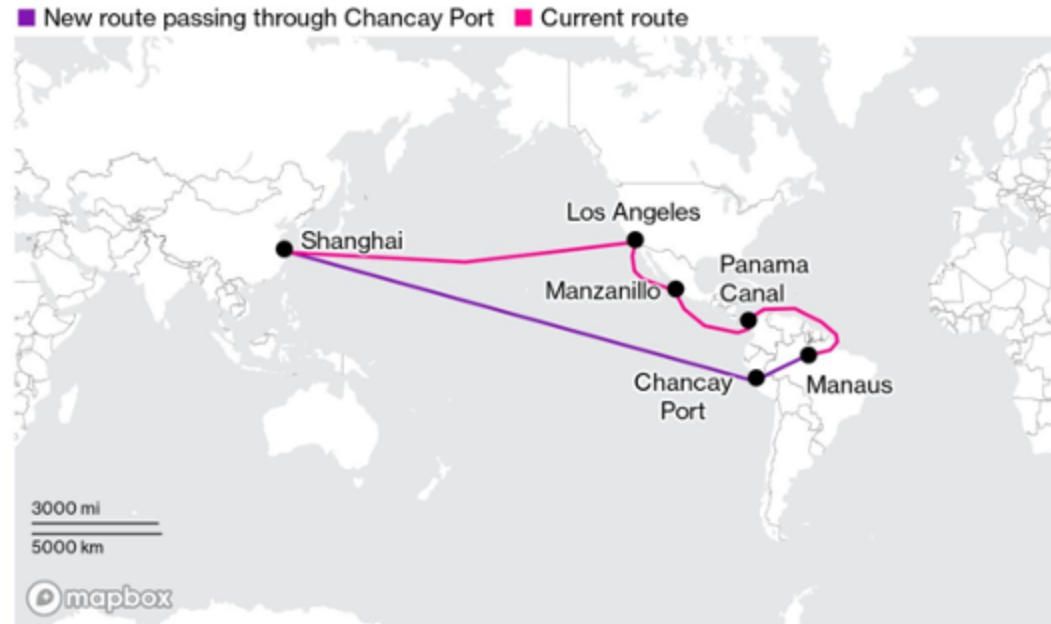 New route passing through Chancay Port
Current route
Los Angeles
Shanghai
Panama
Canal
Manzanillo
Chancay
Port
Manaus
3000 mi
5000 km
mapbox